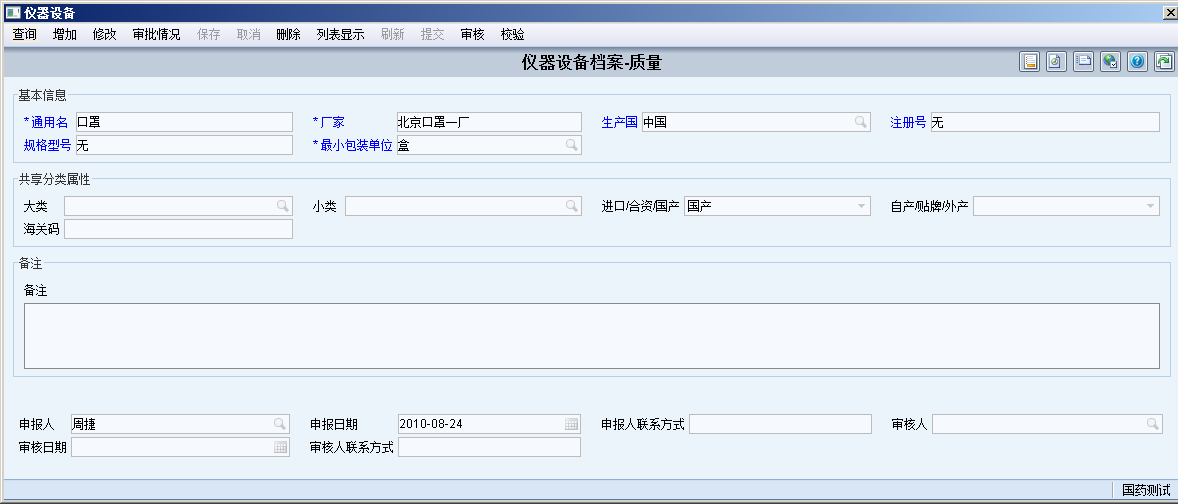 仪器设备
查询 增加 修改 审批情况 保存 取消 删除 列表显示 刷新 提交 审核 校验
仪器设备档案-质量
基本信息
*通用名 口罩 *厂家 北京口罩一厂 生产国 中国 注册号 无
规格型号 无 *最小包装单位 盒
共享分类属性
大类 小类 进口/合资/国产 国产 自产/贴牌/外产
海关码
备注
备注
申报人 周捷 申报日期 2010-08-24 申报人联系方式 审核人
审核日期 审核人联系方式
国药测试